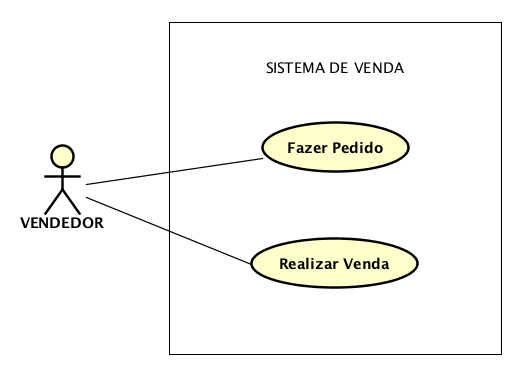 SISTEMA DE VENDA
Fazer Pedido
VENDEDOR
Realizar Venda